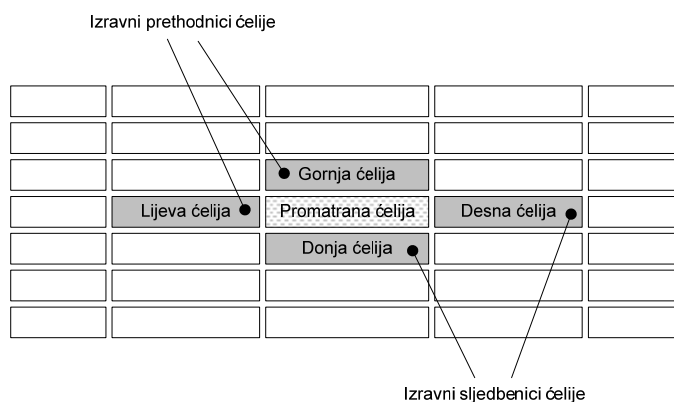 Izravni prethodnici ćelije
Gornja ćelija
Lijeva ćelija
Promatrana ćelija
Desna ćelija
Donja ćelija
Izravni sljedbenici ćelije